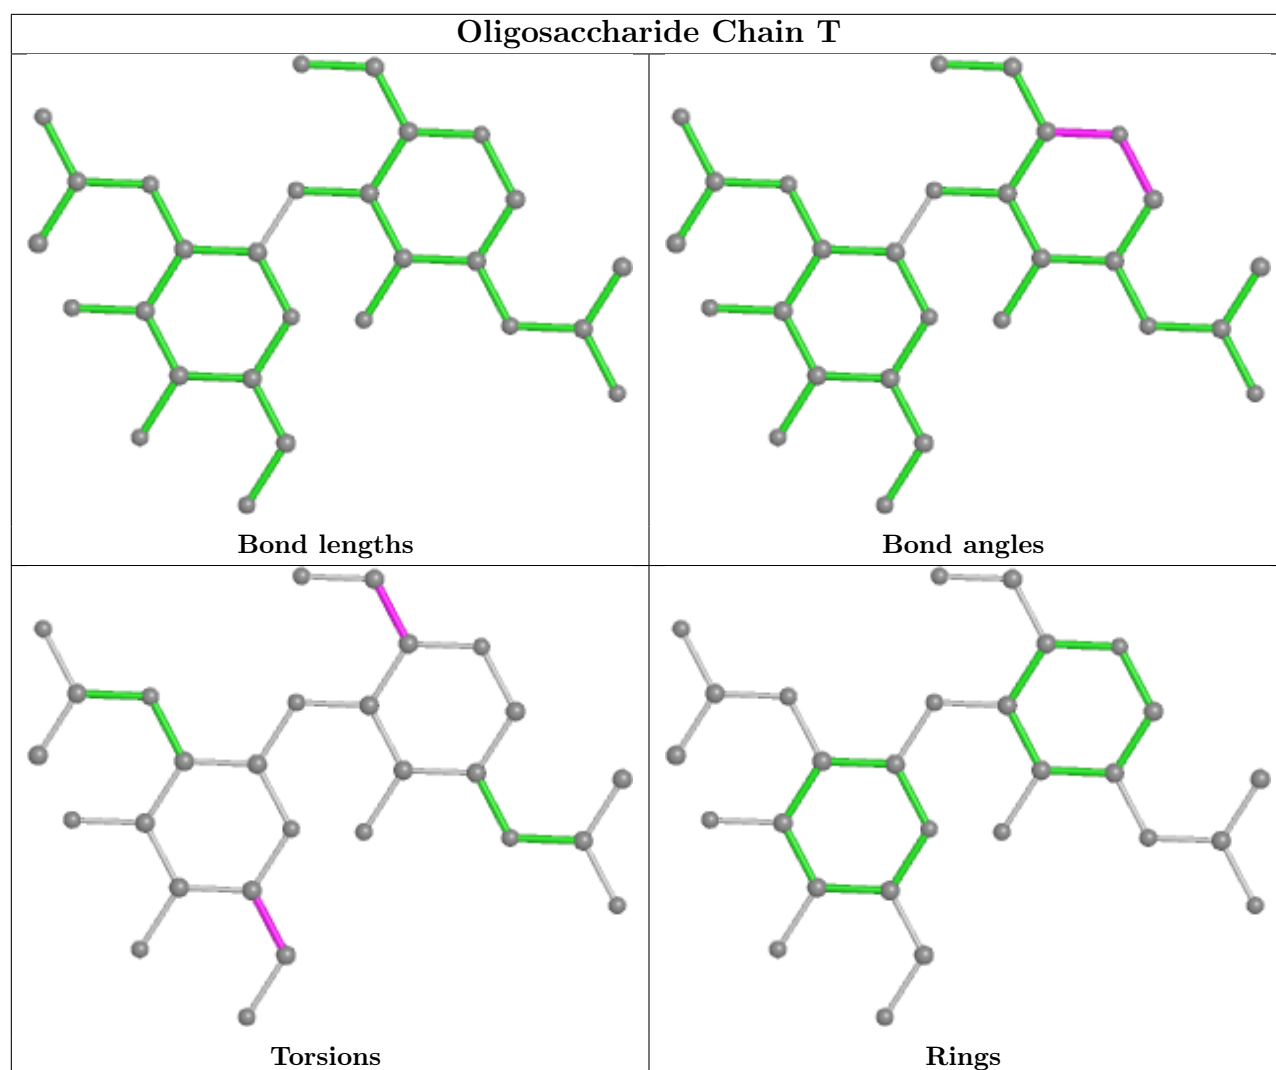 Oligosaccharide Chain T
Bond lengths
Bond angles
Torsions
Rings